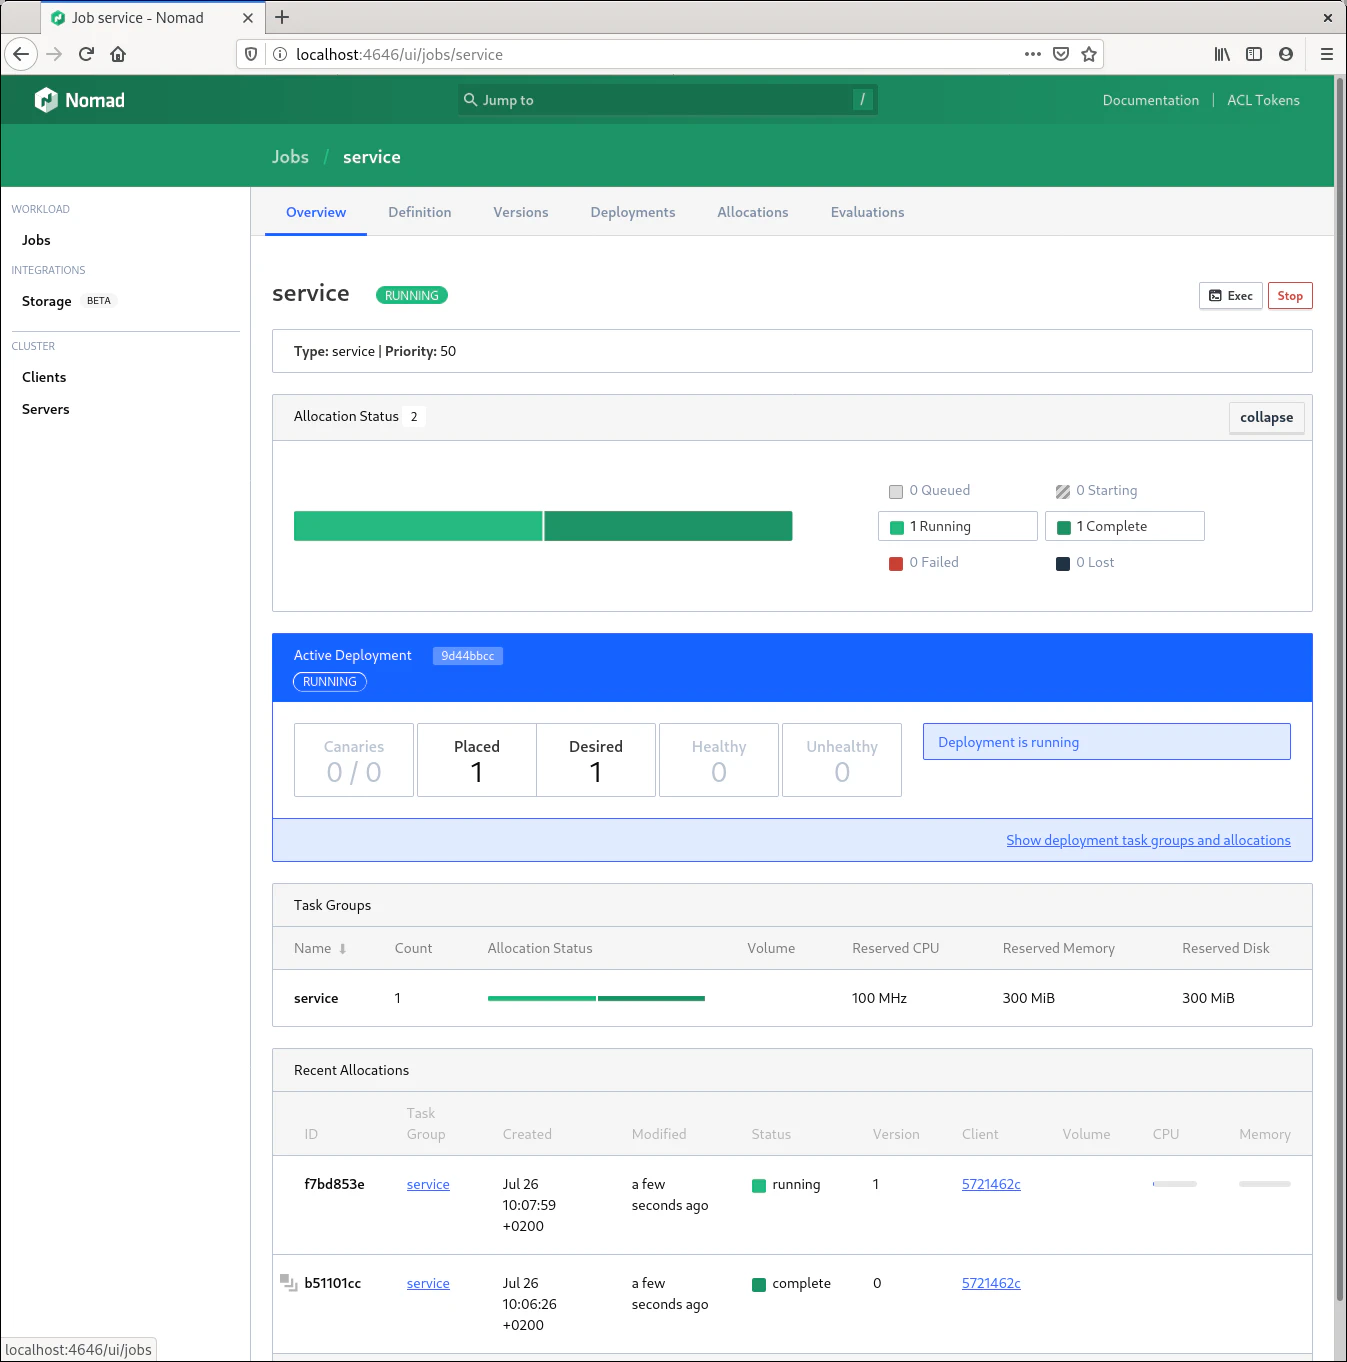 Job service - Nomad
localhost:4646/ui/jobs/service
Nomad
Jump to /
Documentation | ACL Tokens
Jobs / service
WORKLOAD
Jobs
INTEGRATIONS
Storage BETA
CLUSTER
Clients
Servers
Overview Definition Versions Deployments Allocations Evaluations
service RUNNING Exec Stop
Type: service | Priority: 50
Allocation Status 2 collapse
0 Queued 0 Starting
1 Running 1 Complete
0 Failed 0 Lost
Active Deployment 9d44bbcc
RUNNING
Canaries Placed Desired Healthy Unhealthy
0 / 0 1 1 0 0
Deployment is running
Show deployment task groups and allocations
Task Groups
Name Count Allocation Status Volume Reserved CPU Reserved Memory Reserved Disk
service 1 100 MHz 300 MiB 300 MiB
Recent Allocations
ID Task Group Created Modified Status Version Client Volume CPU Memory
f7bd853e service Jul 26 a few running 1 5721462c
10:07:59 seconds ago
+0200
b51101cc service Jul 26 a few complete 0 5721462c
10:06:26 seconds ago
+0200
localhost:4646/ui/jobs